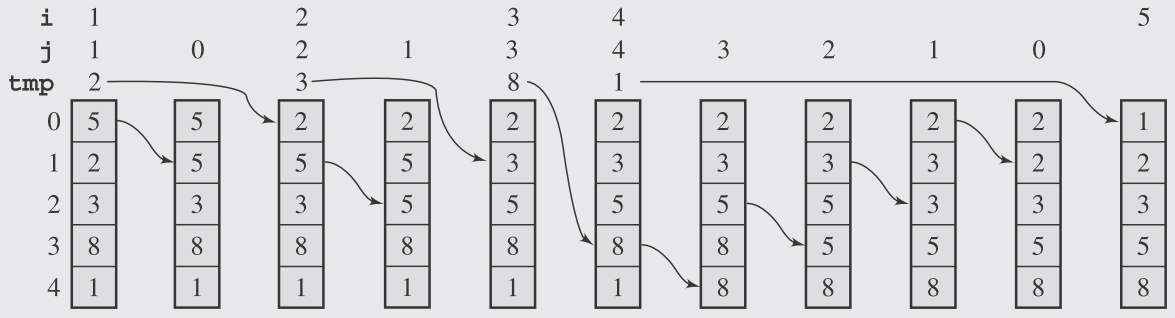 i 1 2 3 4 5
j 1 0 2 1 3 4 3 2 1 0
tmp 2 3 8 1
0 5 5 2 2 2 2 2 2 2 2 1
1 2 5 5 5 3 3 3 3 3 2 2
2 3 3 3 5 5 5 5 5 3 3 3
3 8 8 8 8 8 8 8 5 5 5 5
4 1 1 1 1 1 1 8 8 8 8 8